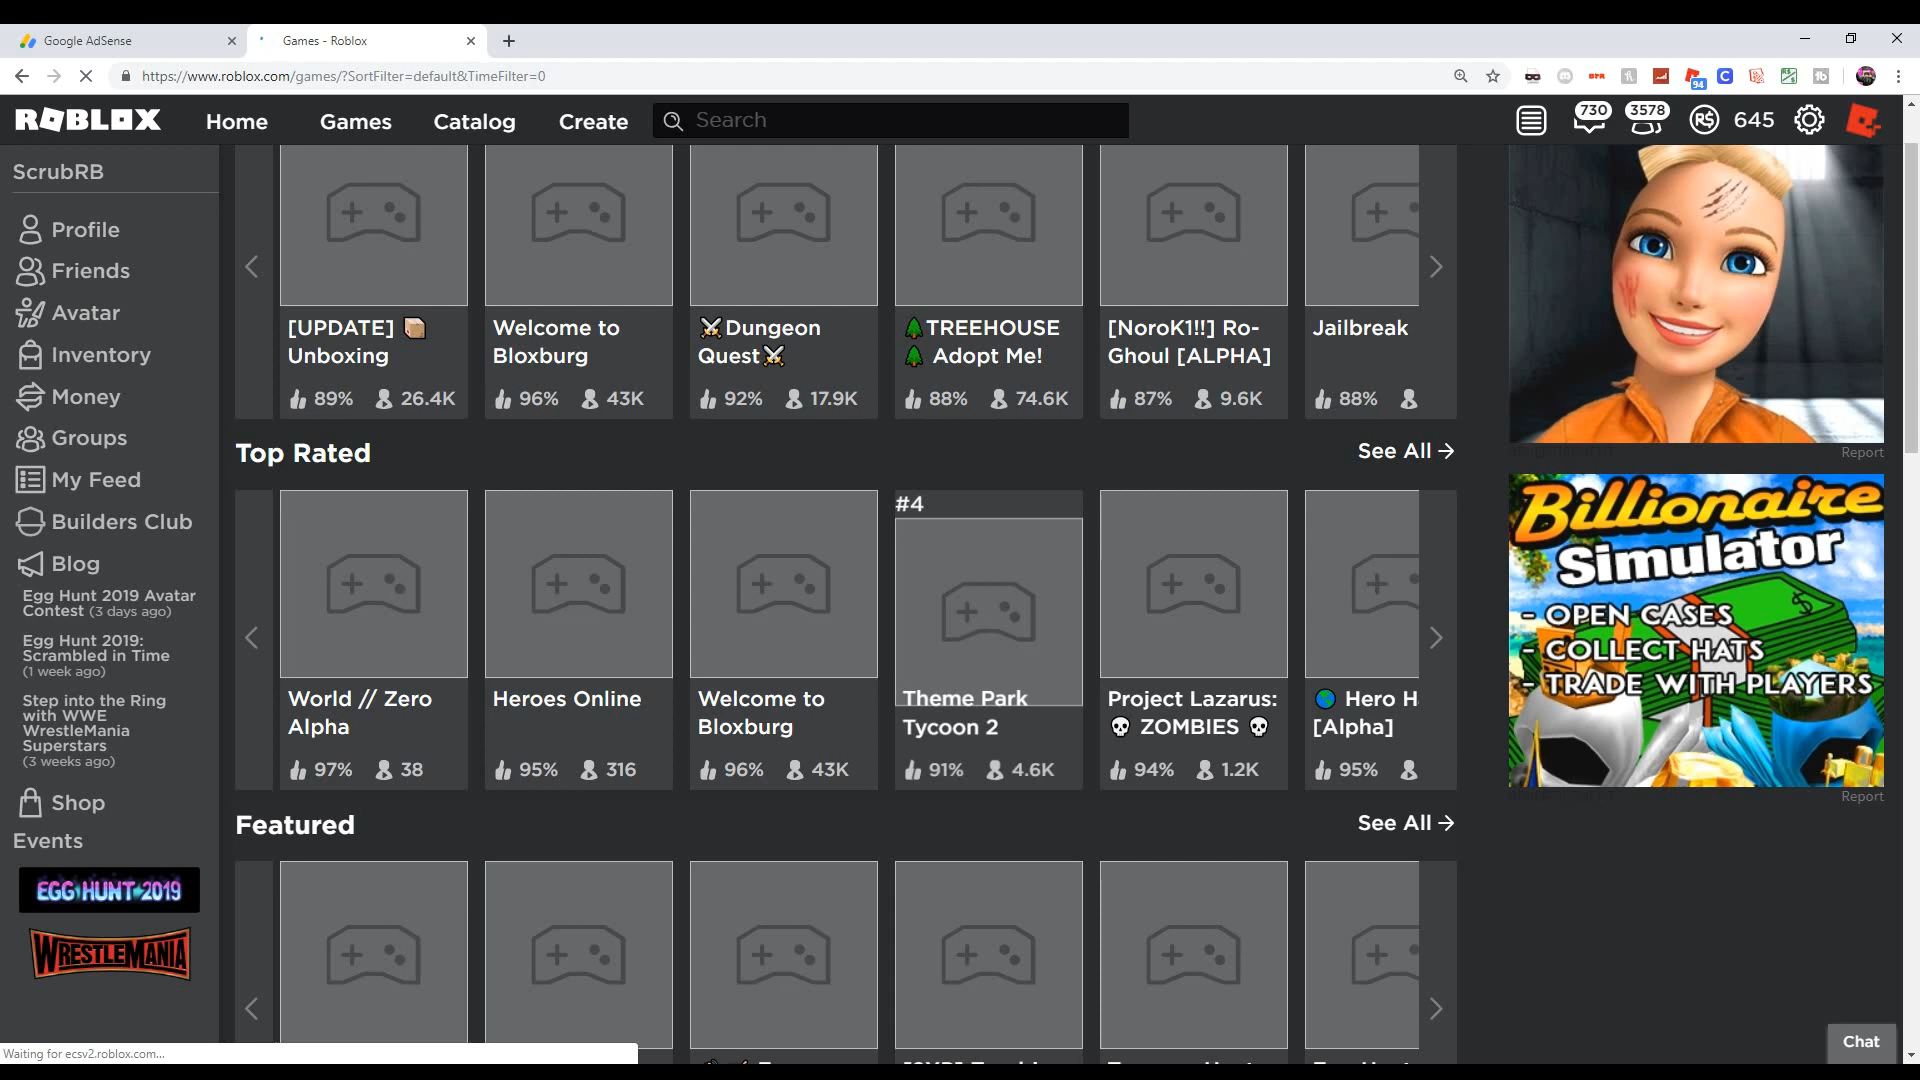 Google AdSense
Games - Roblox
https://www.roblox.com/games/?SortFilter=default&TimeFilter=0
94
ROBLOX
Home
Games
Catalog
Create
Search
730
3578
R$
645
ScrubRB
Profile
Friends
Avatar
Inventory
Money
Groups
My Feed
Builders Club
Blog
Egg Hunt 2019 Avatar
Contest (3 days ago)
Egg Hunt 2019:
Scrambled in Time
(1 week ago)
Step into the Ring
with WWE
WrestleMania
Superstars
(3 weeks ago)
Shop
Events
EGG HUNT 2019
WRESTLEMANIA
[UPDATE] 📦
Unboxing
89% 26.4K
Welcome to
Bloxburg
96% 43K
⚔Dungeon
Quest⚔
92% 17.9K
🌲TREEHOUSE
🌲 Adopt Me!
88% 74.6K
[NoroK1!!] Ro-
Ghoul [ALPHA]
87% 9.6K
Jailbreak
88%
Top Rated
See All →
World // Zero
Alpha
97% 38
Heroes Online
95% 316
Welcome to
Bloxburg
96% 43K
#4
Theme Park
Tycoon 2
91% 4.6K
Project Lazarus:
💀 ZOMBIES 💀
94% 1.2K
🌎 Hero H
[Alpha]
95%
Featured
See All →
Report
Billionaire
Simulator
- OPEN CASES
- COLLECT HATS
- TRADE WITH PLAYERS
Report
Chat
Waiting for ecsv2.roblox.com...